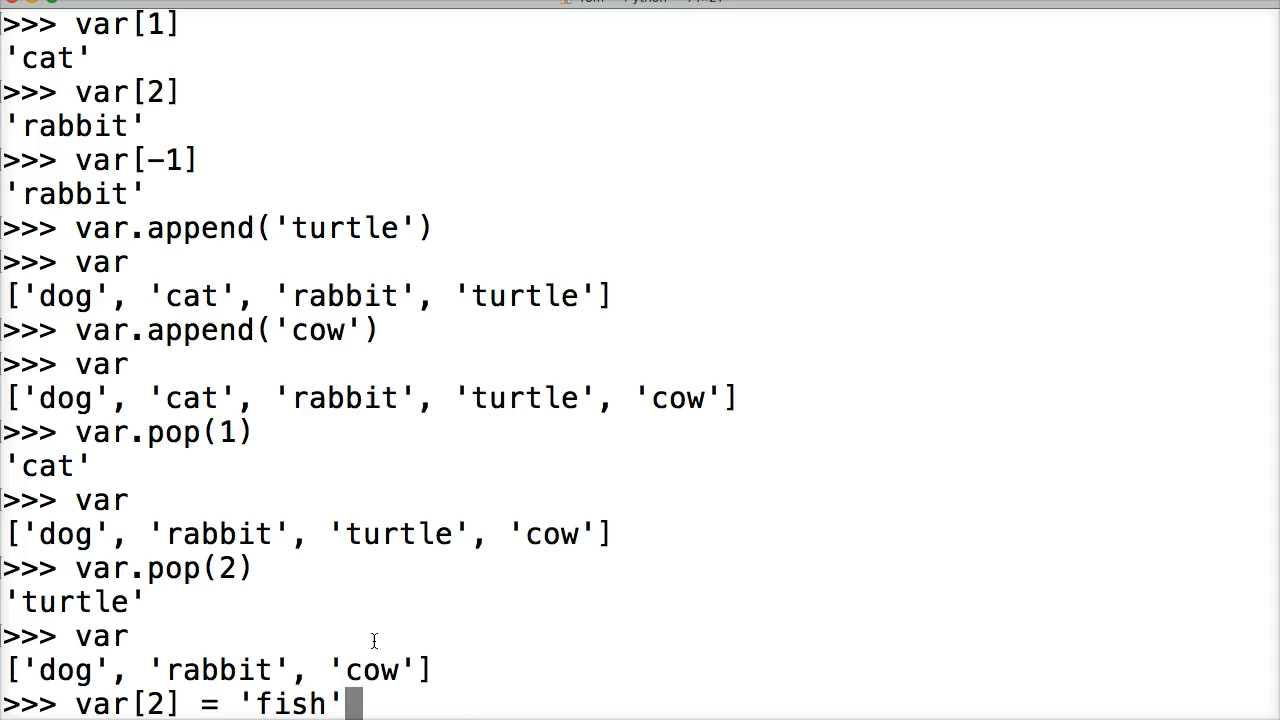 >>> var[1]
'cat'
>>> var[2]
'rabbit'
>>> var[-1]
'rabbit'
>>> var.append('turtle')
>>> var
['dog', 'cat', 'rabbit', 'turtle']
>>> var.append('cow')
>>> var
['dog', 'cat', 'rabbit', 'turtle', 'cow']
>>> var.pop(1)
'cat'
>>> var
['dog', 'rabbit', 'turtle', 'cow']
>>> var.pop(2)
'turtle'
>>> var
['dog', 'rabbit', 'cow']
>>> var[2] = 'fish'